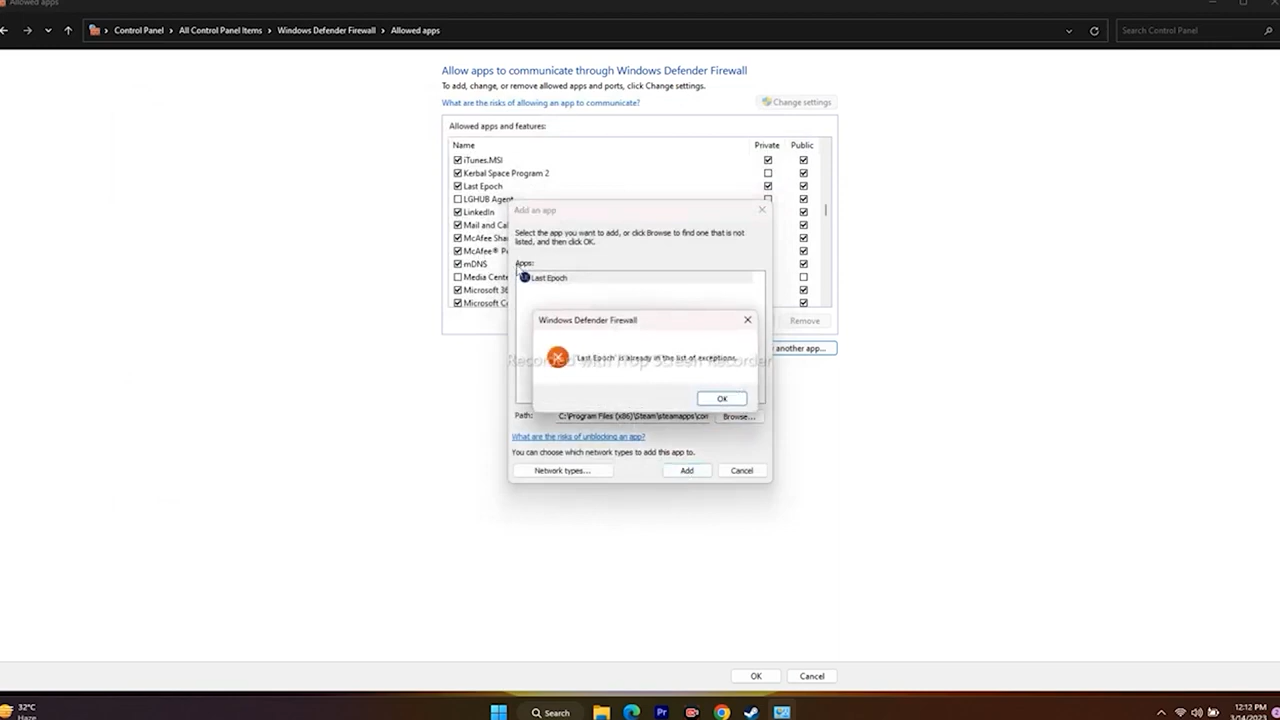 Allowed apps
Control Panel > All Control Panel Items > Windows Defender Firewall > Allowed apps
Search Control Panel
Allow apps to communicate through Windows Defender Firewall
To add, change, or remove allowed apps and ports, click Change settings.
What are the risks of allowing an app to communicate?
Change settings
Allowed apps and features:
Name Private Public
iTunes.MSI
Kerbal Space Program 2
Last Epoch
LGHUB Agent
LinkedIn
Mail and Cal
McAfee Sha
McAfee® P
mDNS
Media Cente
Microsoft 36
Microsoft Co
Remove
another app...
Add an app
Select the app you want to add, or click Browse to find one that is not
listed, and then click OK.
Apps:
Last Epoch
Windows Defender Firewall
'Last Epoch' is already in the list of exceptions.
Recorded with iTop Screen Recorder
OK
Path: C:\Program Files (x86)\Steam\steamapps\con
Browse...
What are the risks of unblocking an app?
You can choose which network types to add this app to.
Network types... Add Cancel
OK Cancel
32°C
Haze
Search
Pr
12:12 PM
3/14/2023